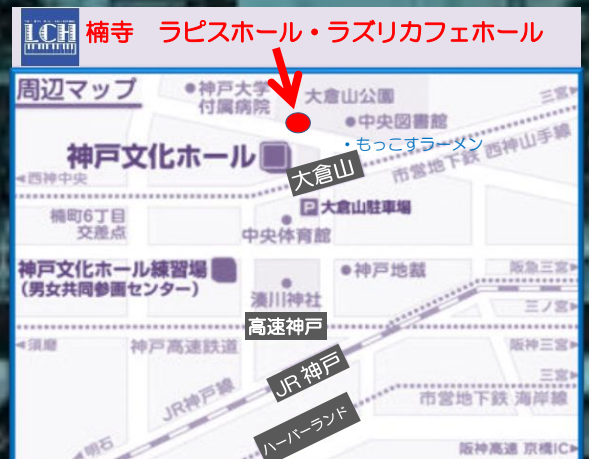 LCH
楠寺　ラピスホール・ラズリカフェホール
周辺マップ
●神戸大学
付属病院
大倉山公園
三宮▶
●中央図書館
・もっこすラーメン
神戸文化ホール
大倉山
市営地下鉄 西神山手線
◀西神中央
楠町6丁目
交差点
P 大倉山駐車場
中央体育館
神戸文化ホール練習場
(男女共同参画センター)
●神戸地裁
阪急三宮▶
湊川神社
三ノ宮▶
高速神戸
◀須磨
神戸高速鉄道
阪神三宮▶
JR神戸
三宮▶
JR神戸線
市営地下鉄 海岸線
ハーバーランド
◀明石
阪神高速 京橋IC▶